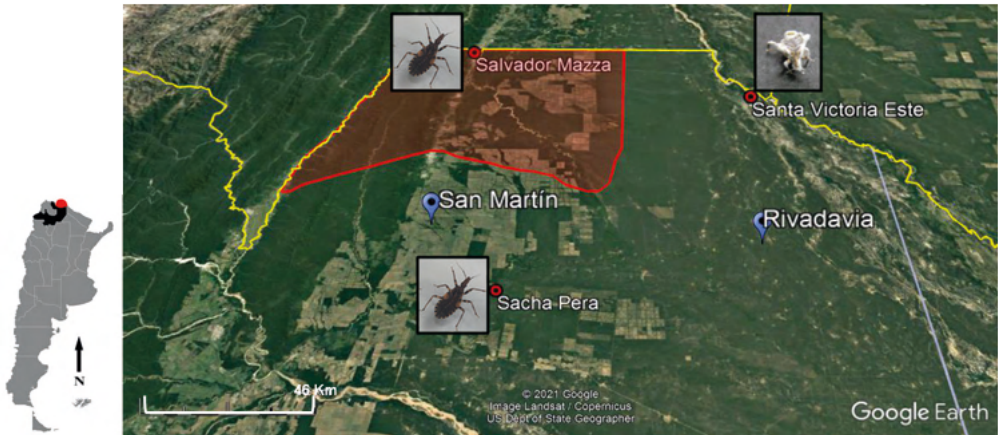 Salvador Mazza
Santa Victoria Este
San Martín
Rivadavia
Sacha Pera
N
46 Km
© 2021 Google
Image Landsat / Copernicus
US Dept of State Geographer
Google Earth